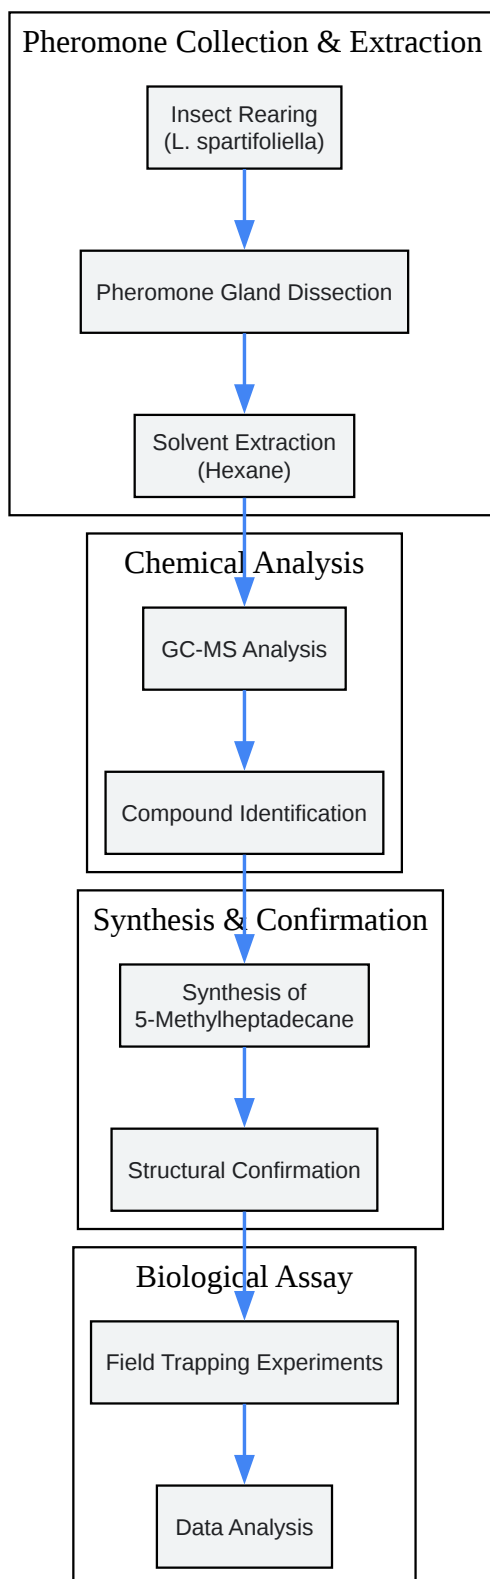 Pheromone Collection & Extraction
Insect Rearing
(L. spartifoliella)
Pheromone Gland Dissection
Solvent Extraction
(Hexane)
Chemical Analysis
GC-MS Analysis
Compound Identification
Synthesis & Confirmation
Synthesis of
5-Methylheptadecane
Structural Confirmation
Biological Assay
Field Trapping Experiments
Data Analysis